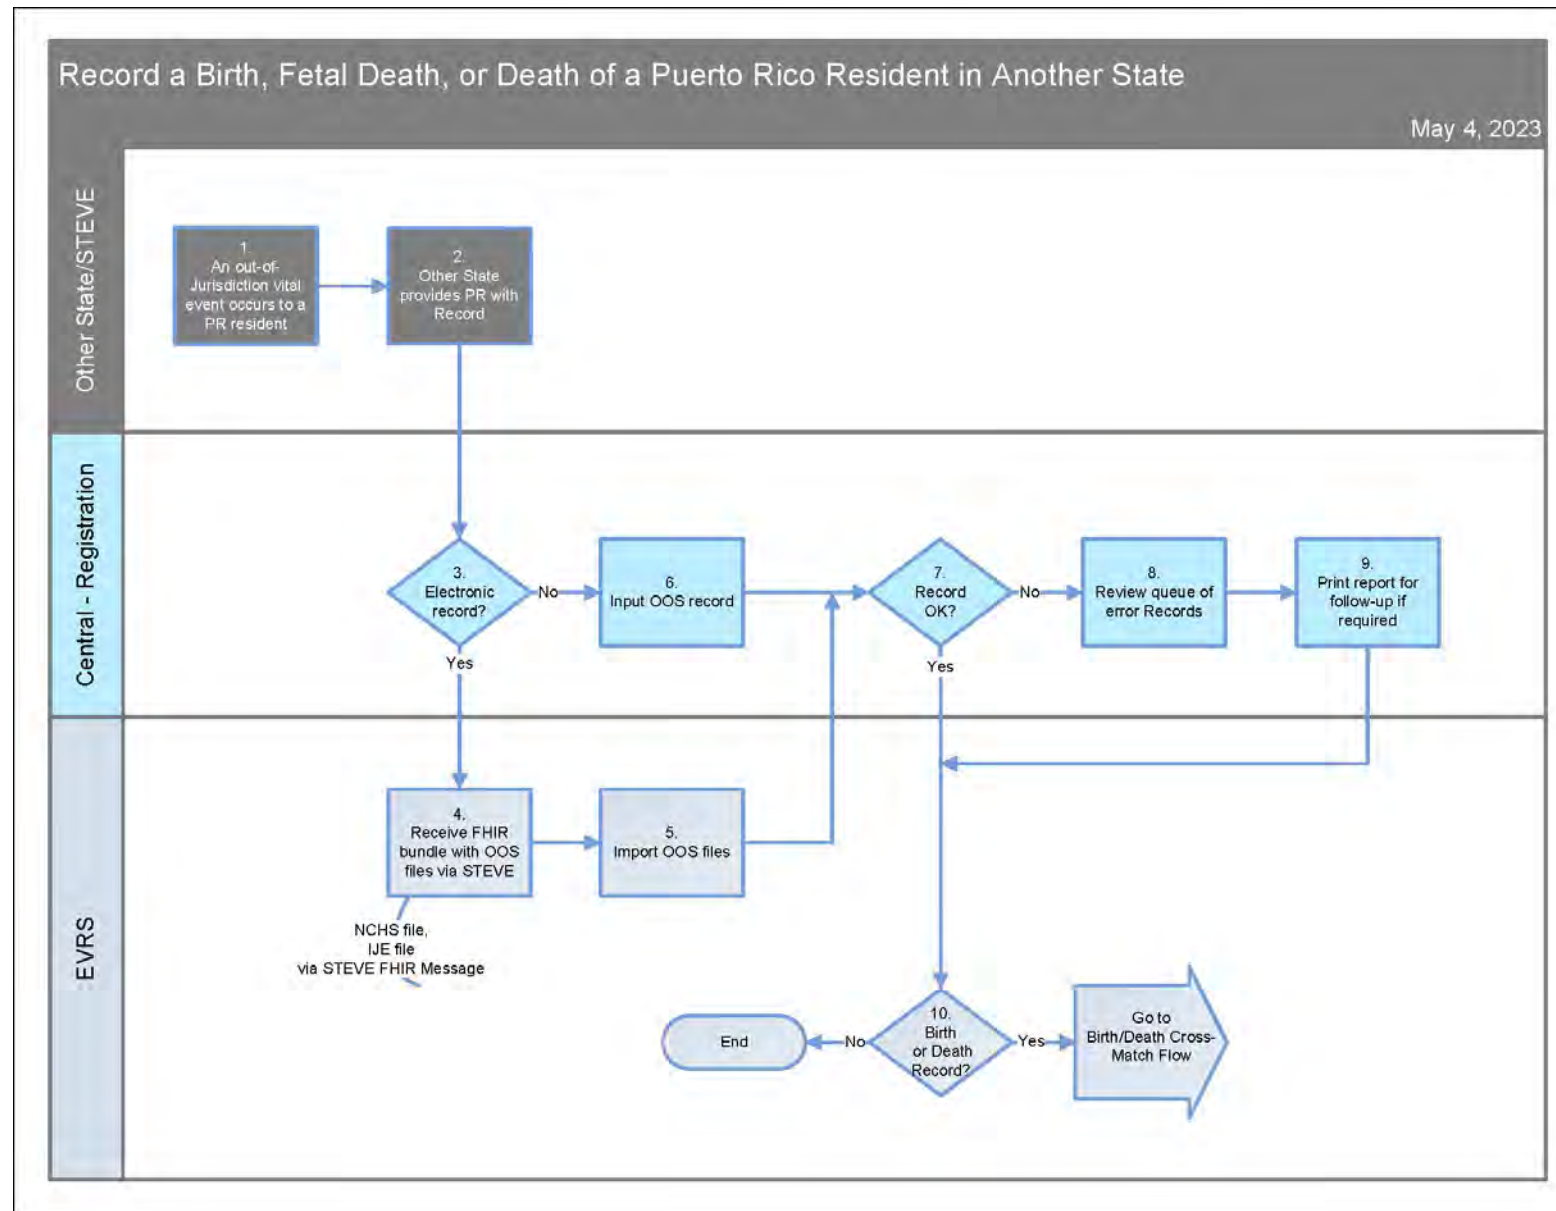 Record a Birth, Fetal Death, or Death of a Puerto Rico Resident in Another State
May 4, 2023
Other State/STEVE
1.
An out-of-
Jurisdiction vital
event occurs to a
PR resident
2.
Other State
provides PR with
Record
Central - Registration
3.
Electronic
record?
No
Yes
6.
Input OOS record
7.
Record
OK?
No
Yes
8.
Review queue of
error Records
9.
Print report for
follow-up if
required
EVRS
4.
Receive FHIR
bundle with OOS
files via STEVE
NCHS file,
IJE file
via STEVE FHIR Message
5.
Import OOS files
End
No
10.
Birth
or Death
Record?
Yes
Go to
Birth/Death Cross-
Match Flow